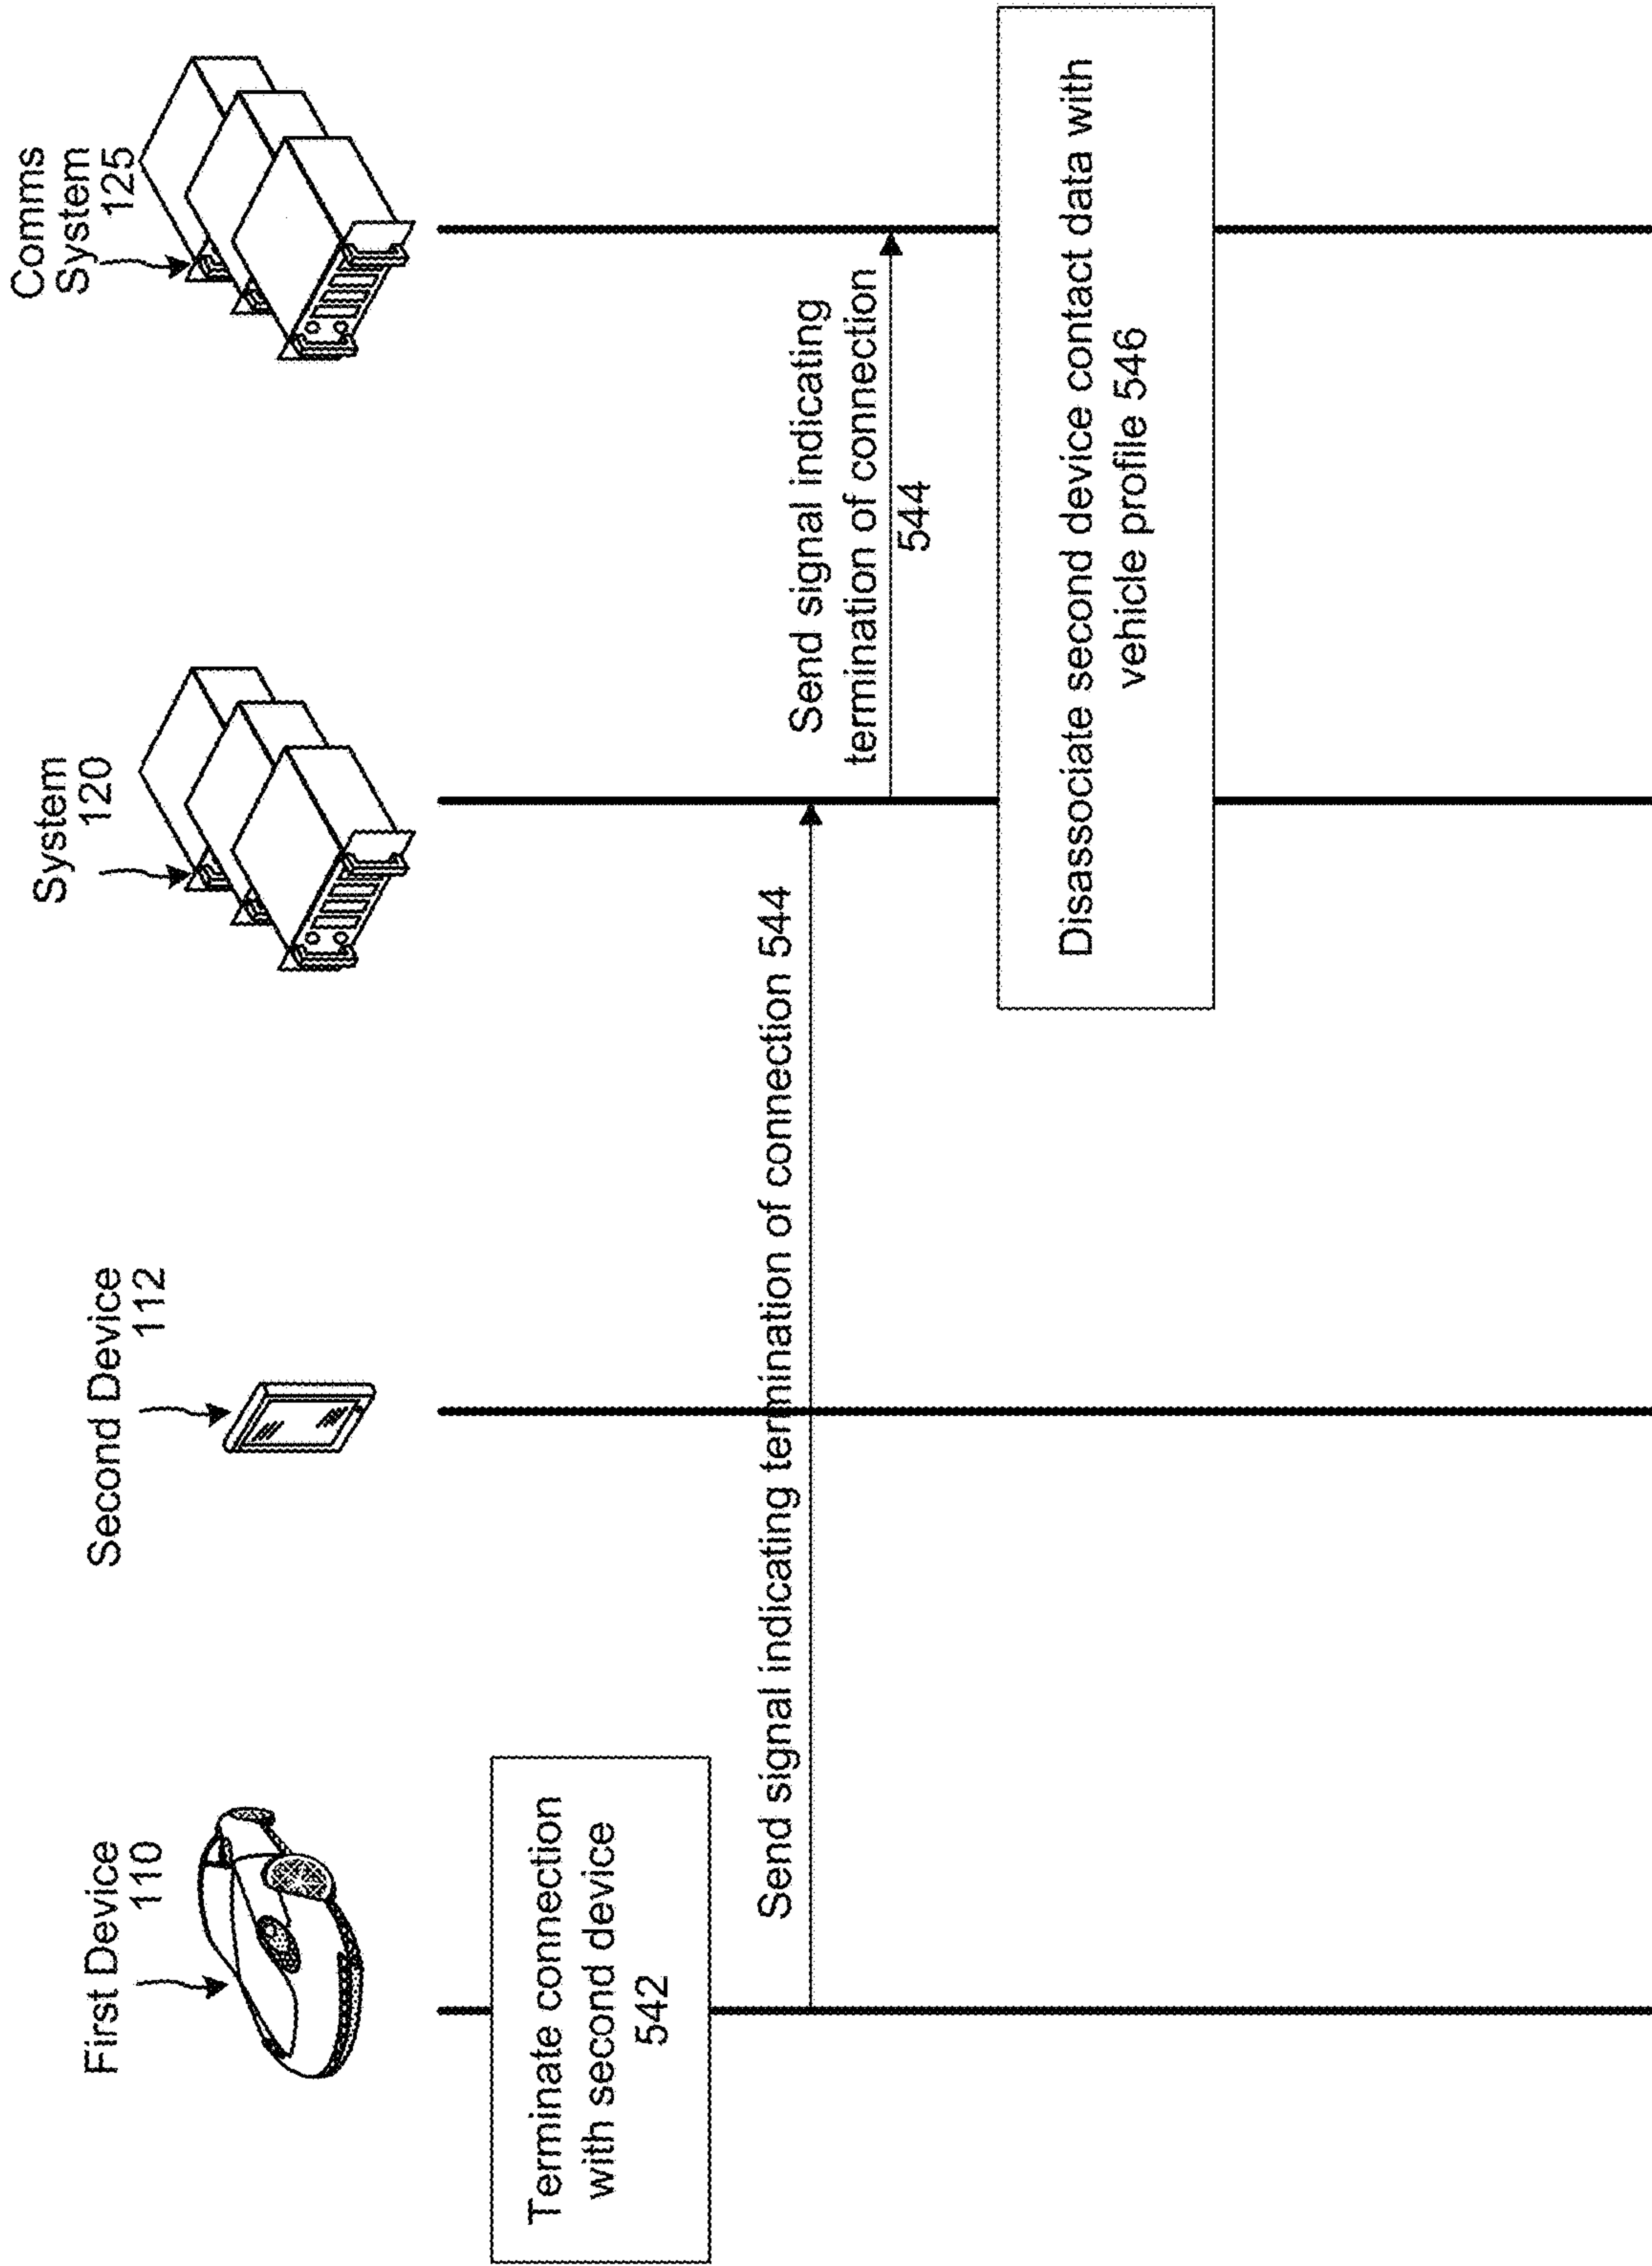 First Device
110
Second Device
112
System
120
Comms
System
125
Terminate connection
with second device
542
Send signal indicating termination of connection 544
Send signal indicating
termination of connection
544
Disassociate second device contact data with
vehicle profile 546